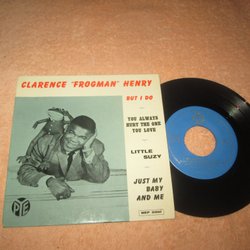 CLARENCE "FROGMAN" HENRY
BUT I DO
YOU ALWAYS
HURT THE ONE
YOU LOVE
LITTLE
SUZY
JUST MY
BABY
AND ME
PYE